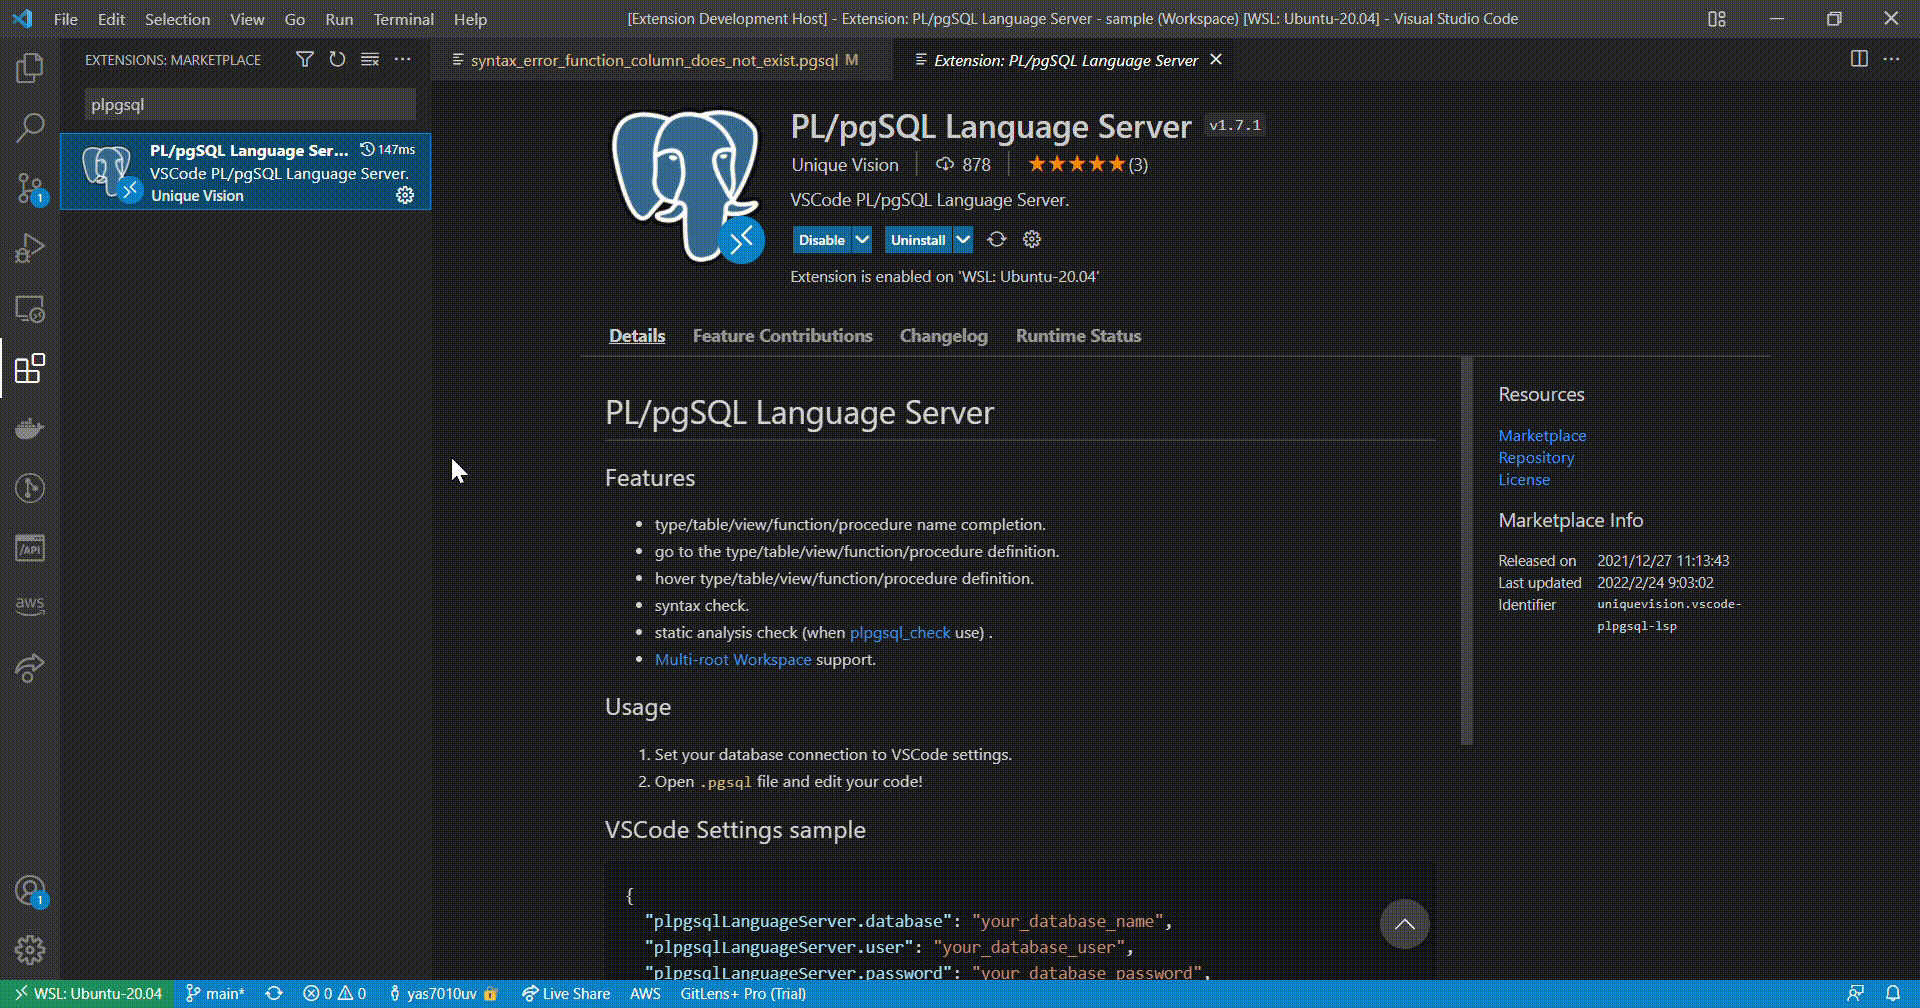 File Edit Selection View Go Run Terminal Help
[Extension Development Host] - Extension: PL/pgSQL Language Server - sample (Workspace) [WSL: Ubuntu-20.04] - Visual Studio Code
EXTENSIONS: MARKETPLACE
plpgsql
PL/pgSQL Language Ser... 147ms
VSCode PL/pgSQL Language Server.
Unique Vision
1
/API
aws
1
syntax_error_function_column_does_not_exist.pgsql M
Extension: PL/pgSQL Language Server
PL/pgSQL Language Server v1.7.1
Unique Vision 878 ★★★★★(3)
VSCode PL/pgSQL Language Server.
Disable Uninstall
Extension is enabled on 'WSL: Ubuntu-20.04'
Details Feature Contributions Changelog Runtime Status
PL/pgSQL Language Server
Features
• type/table/view/function/procedure name completion.
• go to the type/table/view/function/procedure definition.
• hover type/table/view/function/procedure definition.
• syntax check.
• static analysis check (when plpgsql_check use) .
• Multi-root Workspace support.
Usage
1. Set your database connection to VSCode settings.
2. Open .pgsql file and edit your code!
VSCode Settings sample
{
"plpgsqlLanguageServer.database": "your_database_name",
"plpgsqlLanguageServer.user": "your_database_user",
"plpgsqlLanguageServer.password": "your_database_password",
Resources
Marketplace
Repository
License
Marketplace Info
Released on 2021/12/27 11:13:43
Last updated 2022/2/24 9:03:02
Identifier uniquevision.vscode-
plpgsql-lsp
WSL: Ubuntu-20.04 main* 0 0 yas7010uv Live Share AWS GitLens+ Pro (Trial)